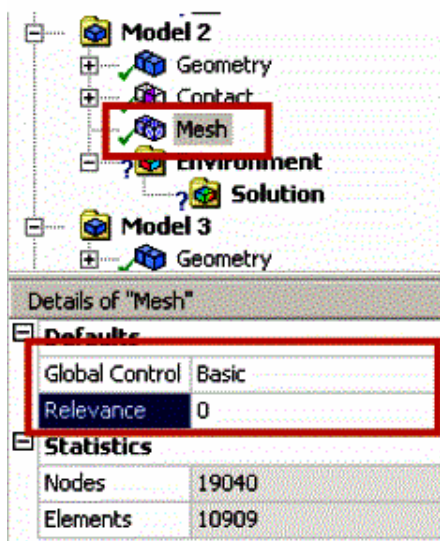 Model 2
Geometry
Contact
Mesh
? Environment
? Solution
Model 3
Geometry
Details of "Mesh"
Defaults
Global Control Basic
Relevance 0
Statistics
Nodes 19040
Elements 10909